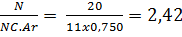 N/NC.Ar = 20/11x0,750 = 2,42